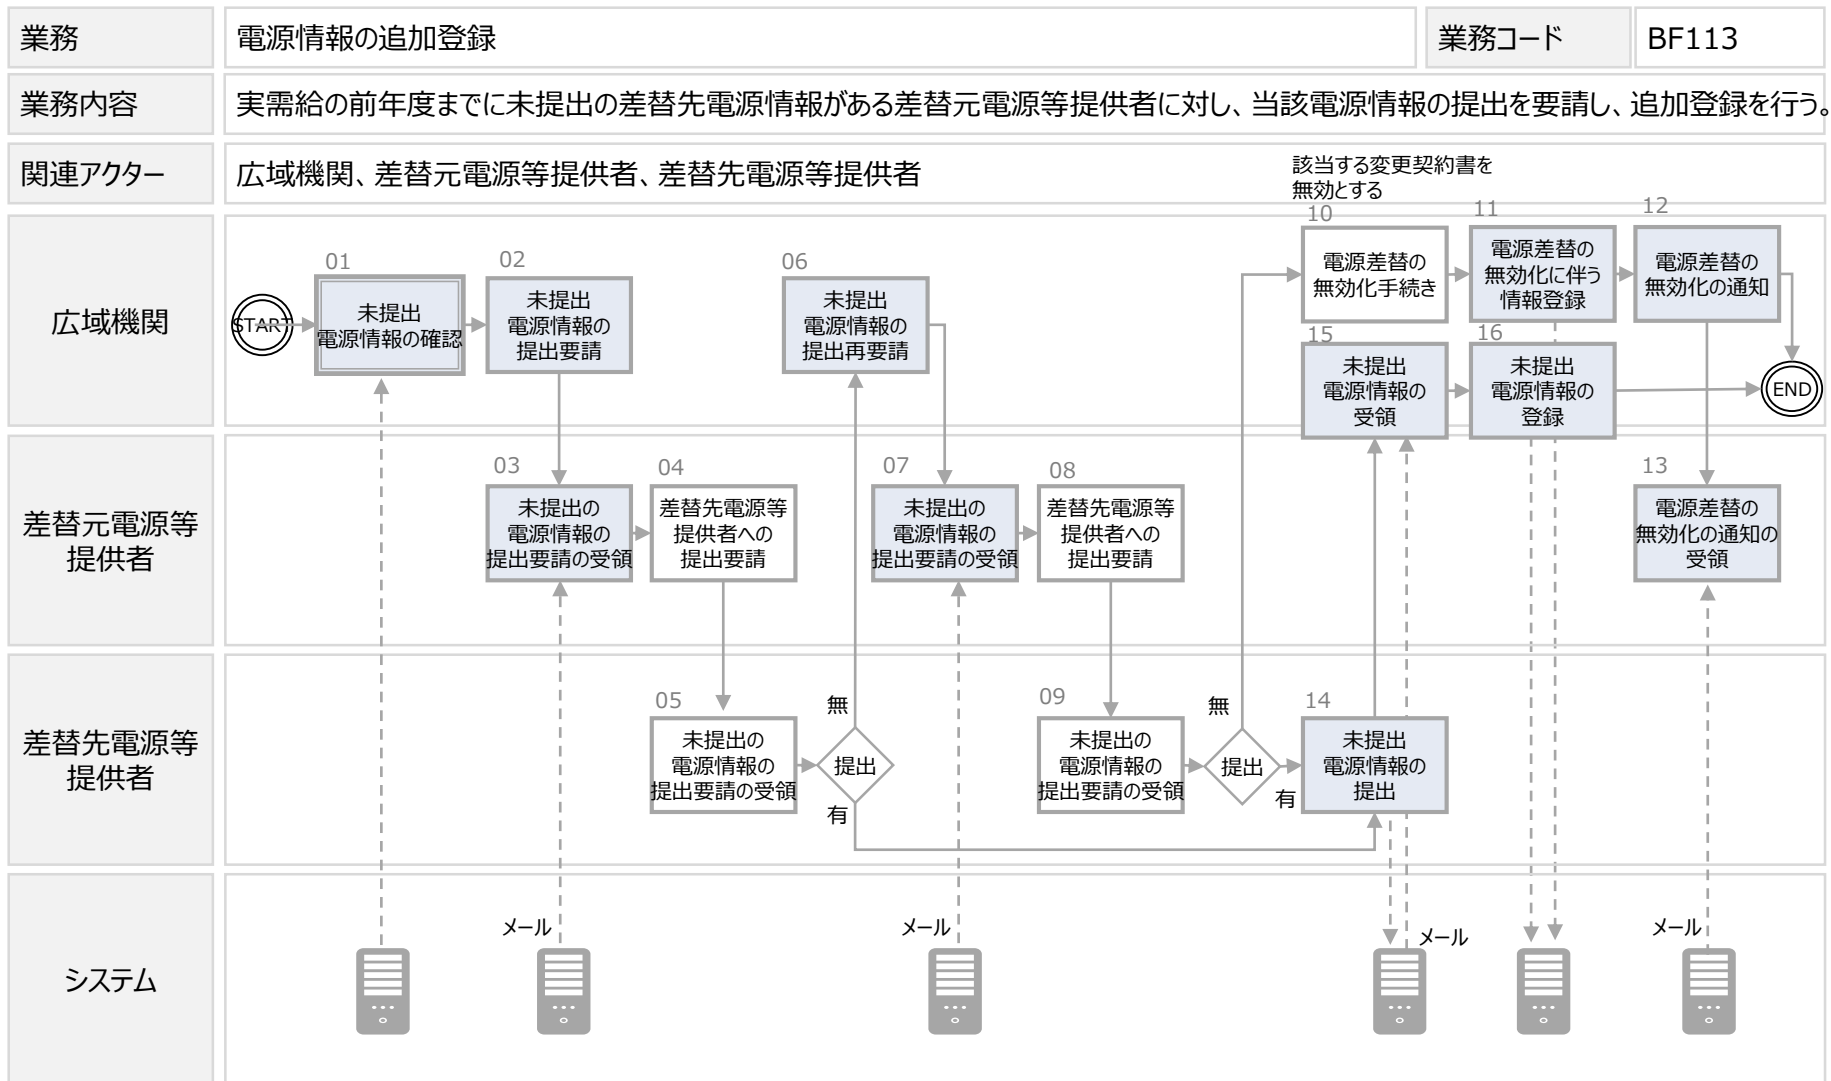 業務
電源情報の追加登録
業務コード
BF113
業務内容
実需給の前年度までに未提出の差替先電源情報がある差替元電源等提供者に対し、当該電源情報の提出を要請し、追加登録を行う。
関連アクター
広域機関、差替元電源等提供者、差替先電源等提供者
該当する変更契約書を
無効とする
広域機関
START
01
未提出
電源情報の確認
02
未提出
電源情報の
提出要請
06
未提出
電源情報の
提出再要請
10
電源差替の
無効化手続き
11
電源差替の
無効化に伴う
情報登録
12
電源差替の
無効化の通知
15
未提出
電源情報の
受領
16
未提出
電源情報の
登録
END
差替元電源等
提供者
03
未提出の
電源情報の
提出要請の受領
04
差替先電源等
提供者への
提出要請
07
未提出の
電源情報の
提出要請の受領
08
差替先電源等
提供者への
提出要請
13
電源差替の
無効化の通知の
受領
差替先電源等
提供者
05
未提出の
電源情報の
提出要請の受領
無
提出
有
09
未提出の
電源情報の
提出要請の受領
無
提出
有
14
未提出
電源情報の
提出
システム
メール
メール
メール
メール